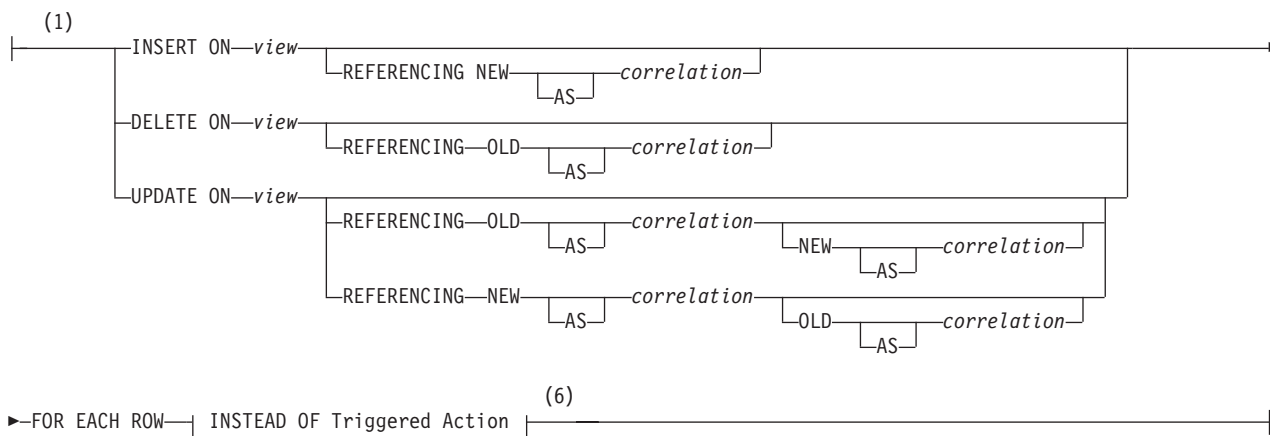 (1)
INSERT ON view
REFERENCING NEW correlation
AS
DELETE ON view
REFERENCING OLD correlation
AS
UPDATE ON view
REFERENCING OLD correlation
AS
NEW correlation
AS
REFERENCING NEW correlation
AS
OLD correlation
AS
(6)
FOR EACH ROW INSTEAD OF Triggered Action